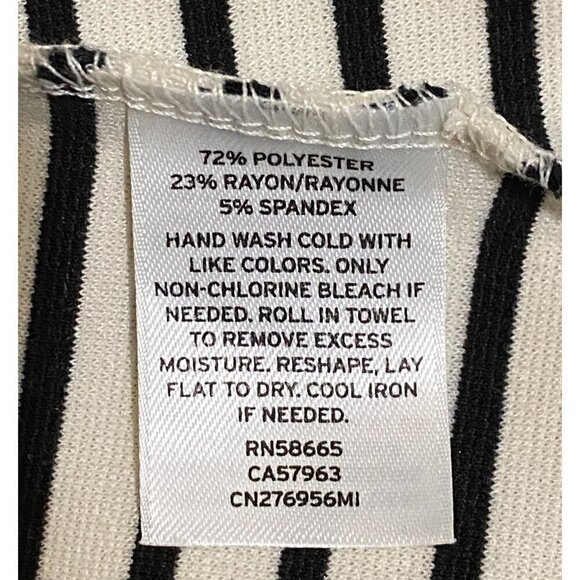 72% POLYESTER
23% RAYON/RAYONNE
5% SPANDEX
HAND WASH COLD WITH
LIKE COLORS. ONLY
NON-CHLORINE BLEACH IF
NEEDED. ROLL IN TOWEL
TO REMOVE EXCESS
MOISTURE. RESHAPE, LAY
FLAT TO DRY. COOL IRON
IF NEEDED.
RN58665
CA57963
CN276956MI